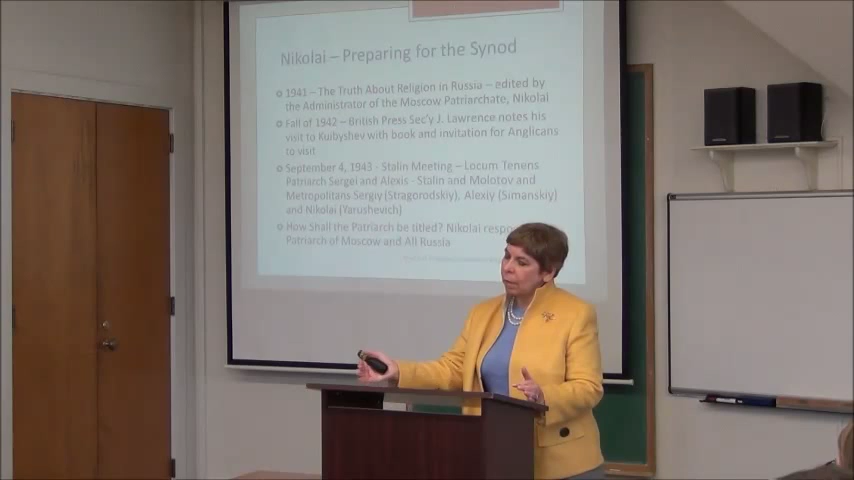 Nikolai – Preparing for the Synod
1941 – The Truth About Religion in Russia – edited by
the Administrator of the Moscow Patriarchate, Nikolai
Fall of 1942 – British Press Sec'y J. Lawrence notes his
visit to Kuibyshev with book and invitation for Anglicans
to visit
September 4, 1943 - Stalin Meeting – Locum Tenens
Patriarch Sergei and Alexis - Stalin and Molotov and
Metropolitans Sergiy (Stragorodskiy), Alexiy (Simanskiy)
and Nikolai (Yarushevich)
How Shall the Patriarch be titled? Nikolai
Patriarch of Moscow and All Russia